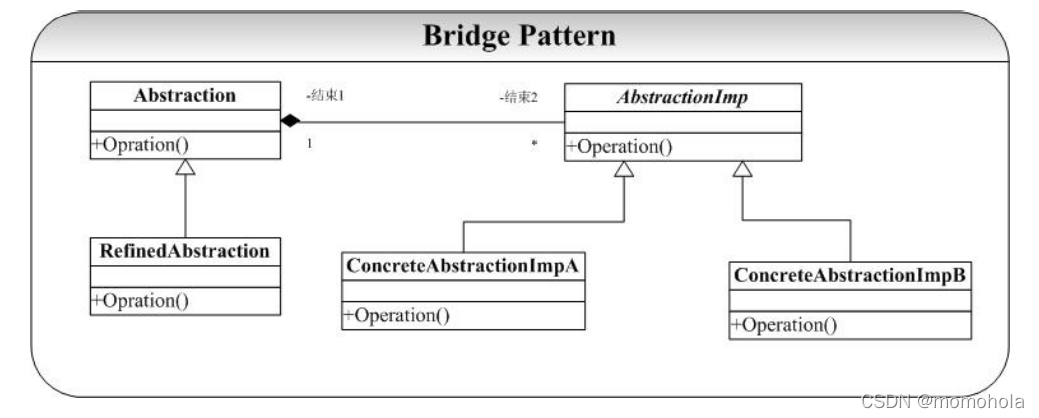 Bridge Pattern
Abstraction
+Opration()
-结束1
-结束2
1
*
AbstractionImp
+Operation()
RefinedAbstraction
+Opration()
ConcreteAbstractionImpA
+Operation()
ConcreteAbstractionImpB
+Operation()
CSDN @momohola